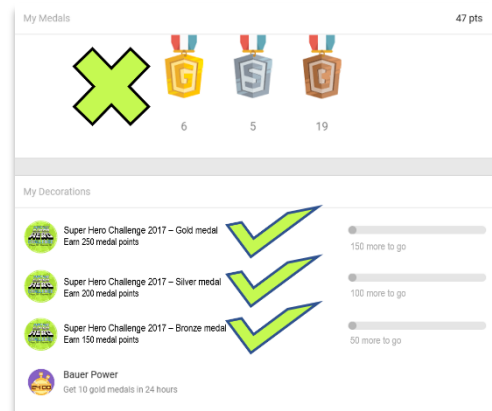 My Medals 47 pts
G S G
6 5 19
My Decorations
Super Hero Challenge 2017 – Gold medal
Earn 250 medal points
150 more to go
Super Hero Challenge 2017 – Silver medal
Earn 200 medal points
100 more to go
Super Hero Challenge 2017 – Bronze medal
Earn 150 medal points
50 more to go
Bauer Power
Get 10 gold medals in 24 hours